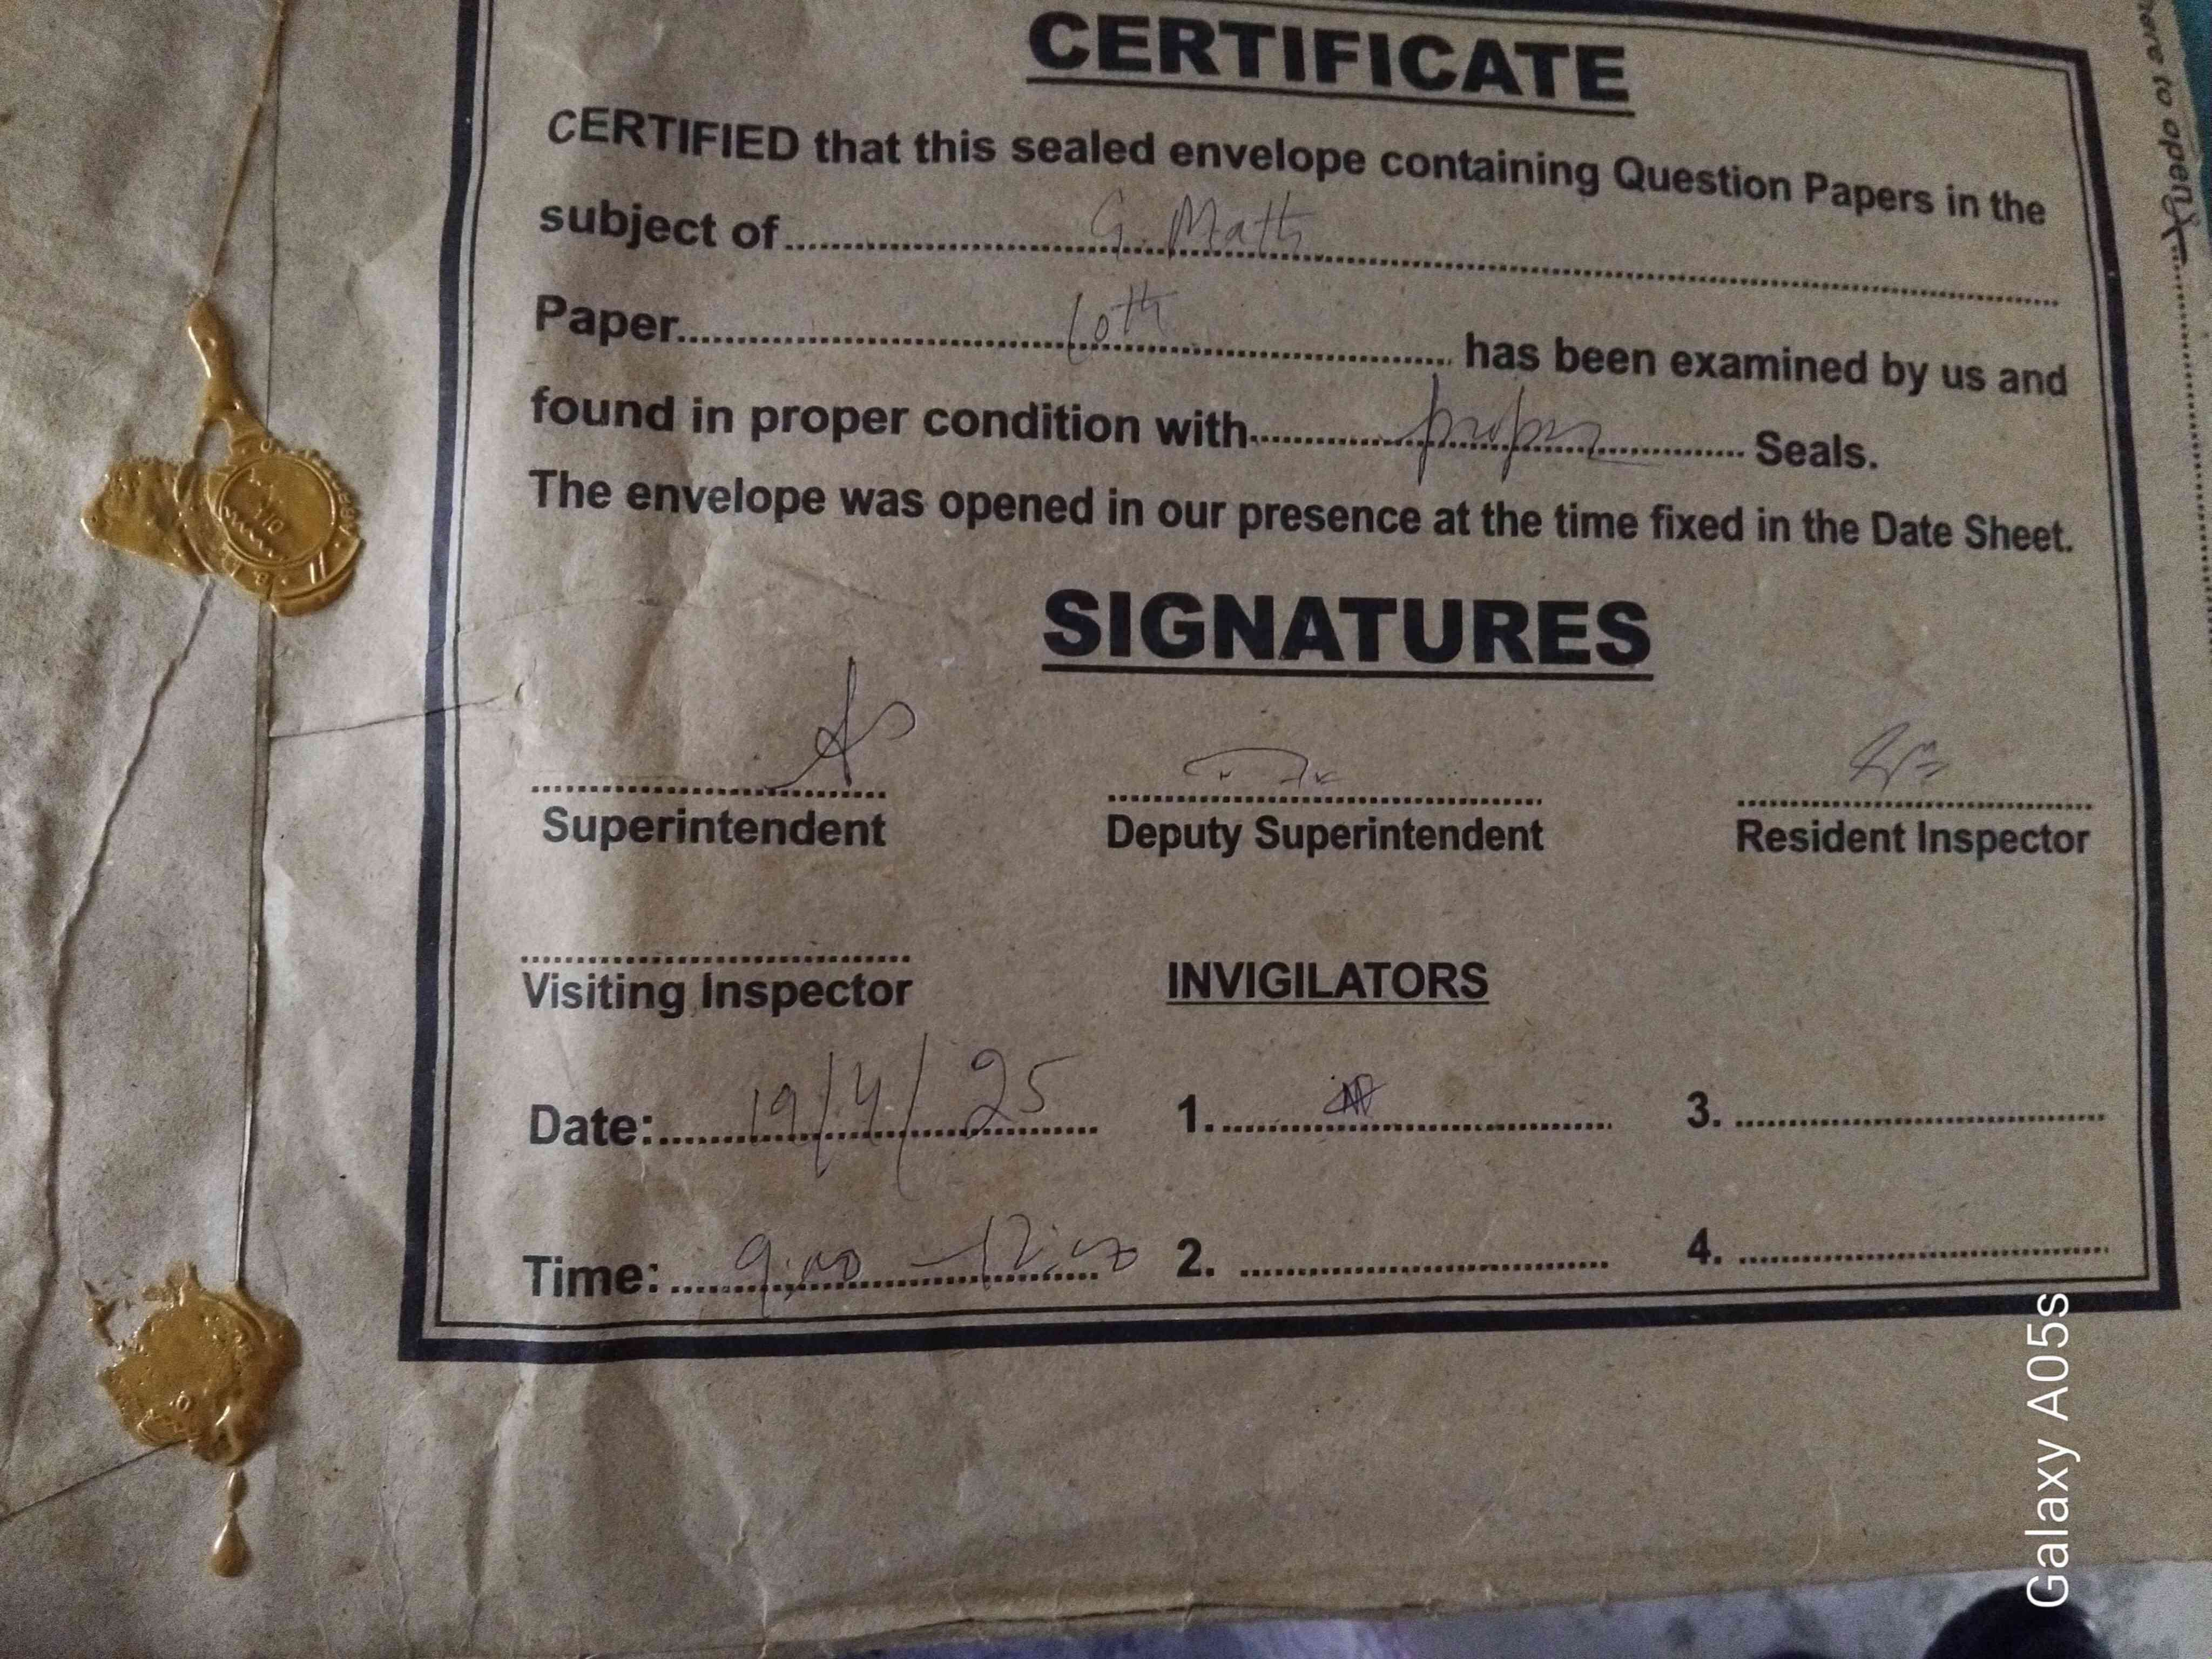 CERTIFICATE
CERTIFIED that this sealed envelope containing Question Papers in the
subject of G. Math
Paper 10th has been examined by us and
found in proper condition with proper Seals.
The envelope was opened in our presence at the time fixed in the Date Sheet.
SIGNATURES
Superintendent Deputy Superintendent Resident Inspector
Visiting Inspector INVIGILATORS
Date: 19/4/25 1. 3.
Time: 9:00 - 12:00 2. 4.
here to open
Galaxy A05s